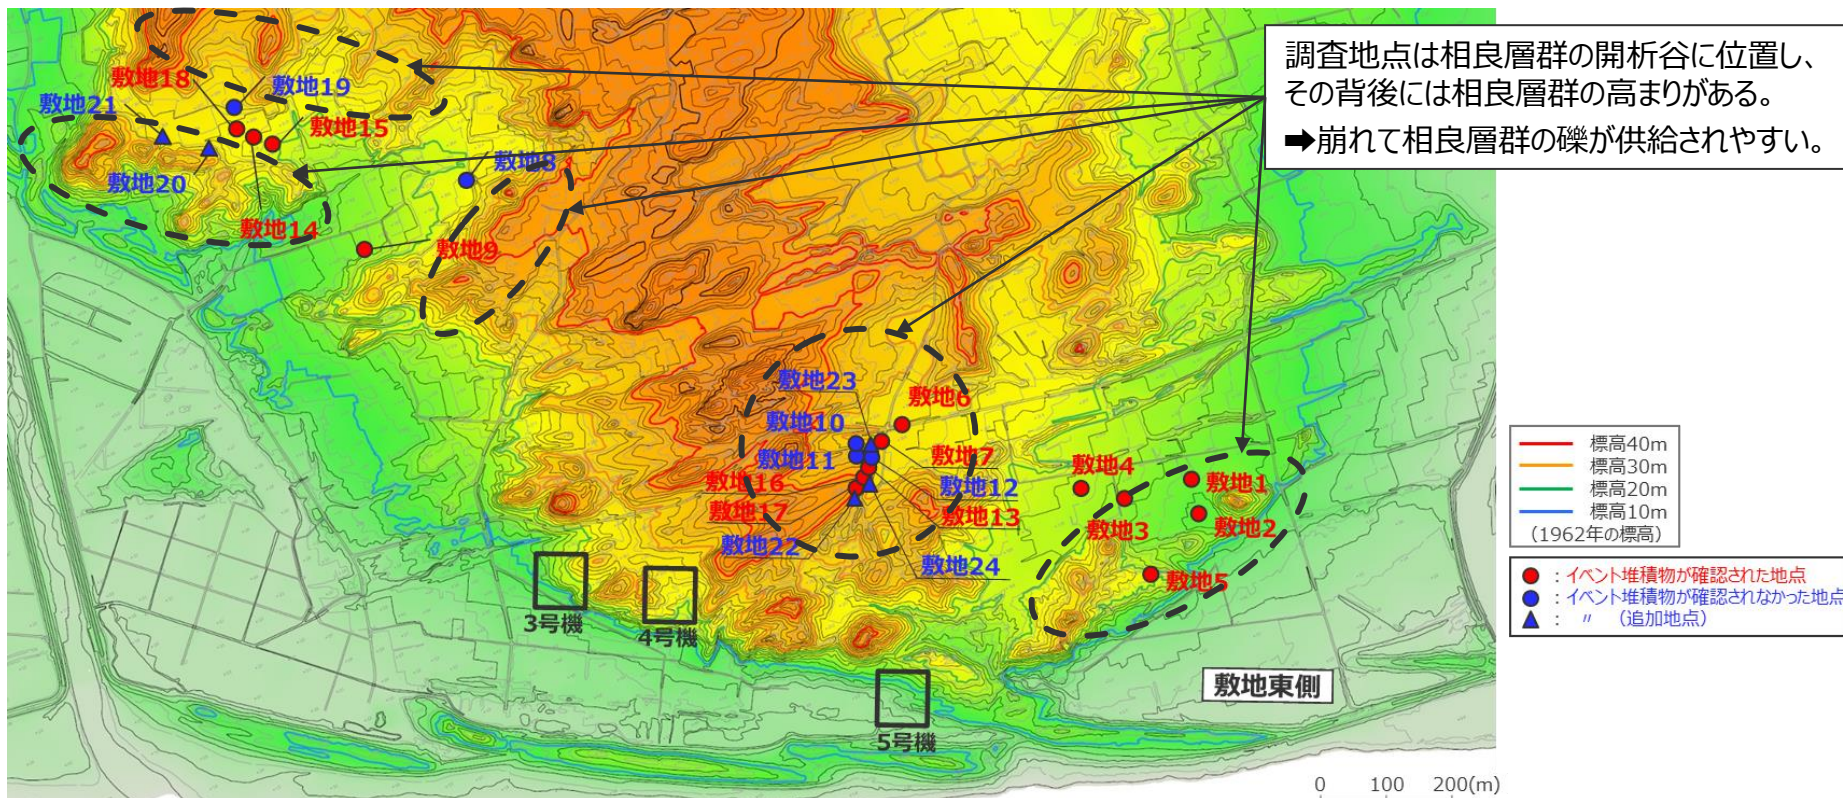 調査地点は相良層群の開析谷に位置し、
その背後には相良層群の高まりがある。
➡崩れて相良層群の礫が供給されやすい。
敷地18
敷地19
敷地21
敷地15
敷地8
敷地20
敷地14
敷地9
敷地23
敷地6
敷地10
敷地7
敷地11
敷地4
敷地16
敷地12
敷地1
敷地17
敷地13
敷地3
敷地2
敷地22
敷地24
敷地5
3号機
4号機
5号機
敷地東側
標高40m
標高30m
標高20m
標高10m
(1962年の標高)
：イベント堆積物が確認された地点
：イベント堆積物が確認されなかった地点
： 〃 （追加地点）
0 100 200(m)